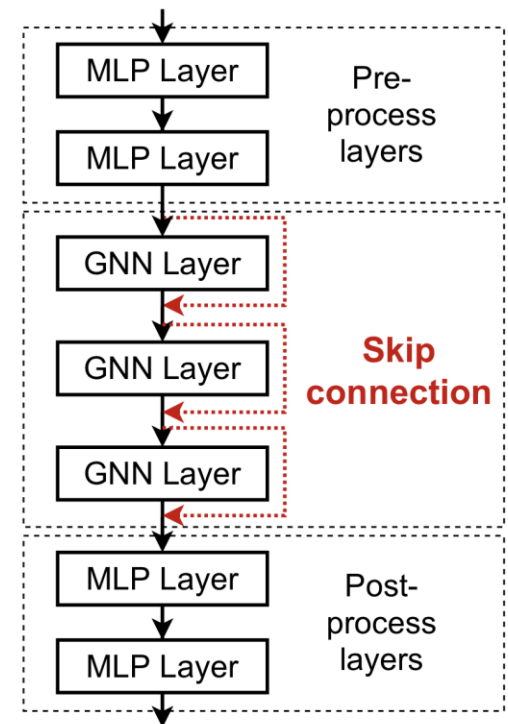 MLP Layer
MLP Layer
Pre-
process
layers
GNN Layer
GNN Layer
GNN Layer
Skip
connection
MLP Layer
MLP Layer
Post-
process
layers